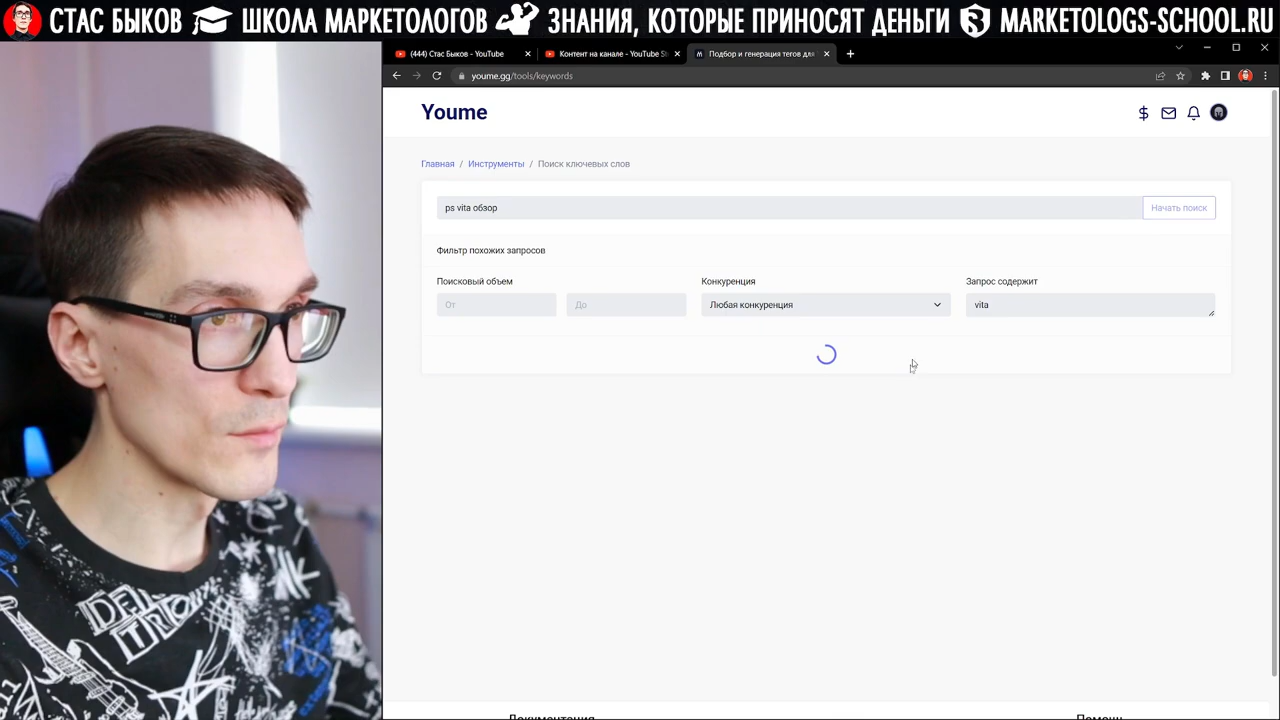 СТАС БЫКОВ ШКОЛА МАРКЕТОЛОГОВ ЗНАНИЯ, КОТОРЫЕ ПРИНОСЯТ ДЕНЬГИ MARKETOLOGS-SCHOOL.RU
(444) Стас Быков - YouTube
Контент на канале - YouTube St
Подбор и генерация тегов для
youme.gg/tools/keywords
Youme
Главная / Инструменты / Поиск ключевых слов
ps vita обзор
Начать поиск
Фильтр похожих запросов
Поисковый объем
Конкуренция
Запрос содержит
От
До
Любая конкуренция
vita
Документация
Помощь